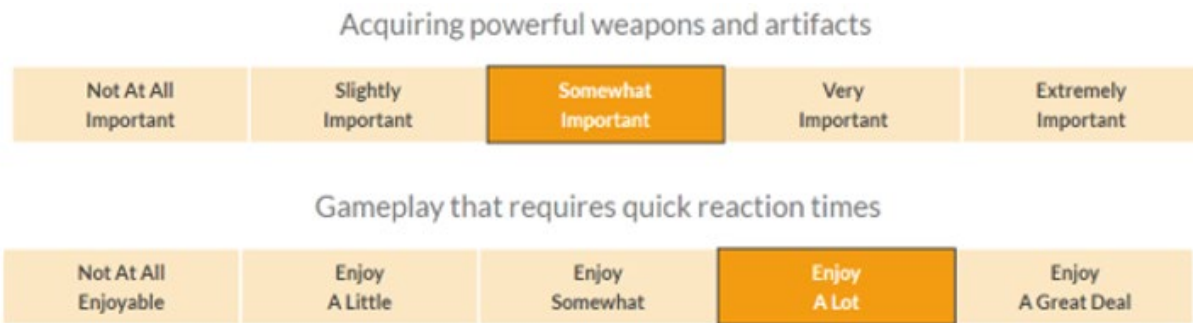 Acquiring powerful weapons and artifacts
Not At All Slightly Somewhat Very Extremely
Important Important Important Important Important
Gameplay that requires quick reaction times
Not At All Enjoy Enjoy Enjoy Enjoy
Enjoyable A Little Somewhat A Lot A Great Deal